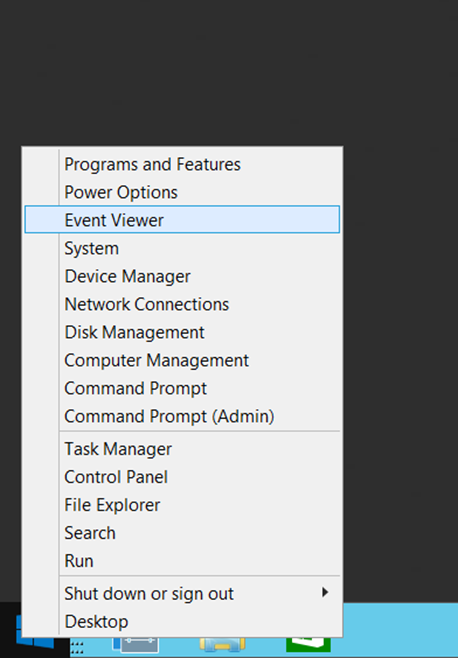 Programs and Features
Power Options
Event Viewer
System
Device Manager
Network Connections
Disk Management
Computer Management
Command Prompt
Command Prompt (Admin)
Task Manager
Control Panel
File Explorer
Search
Run
Shut down or sign out
Desktop